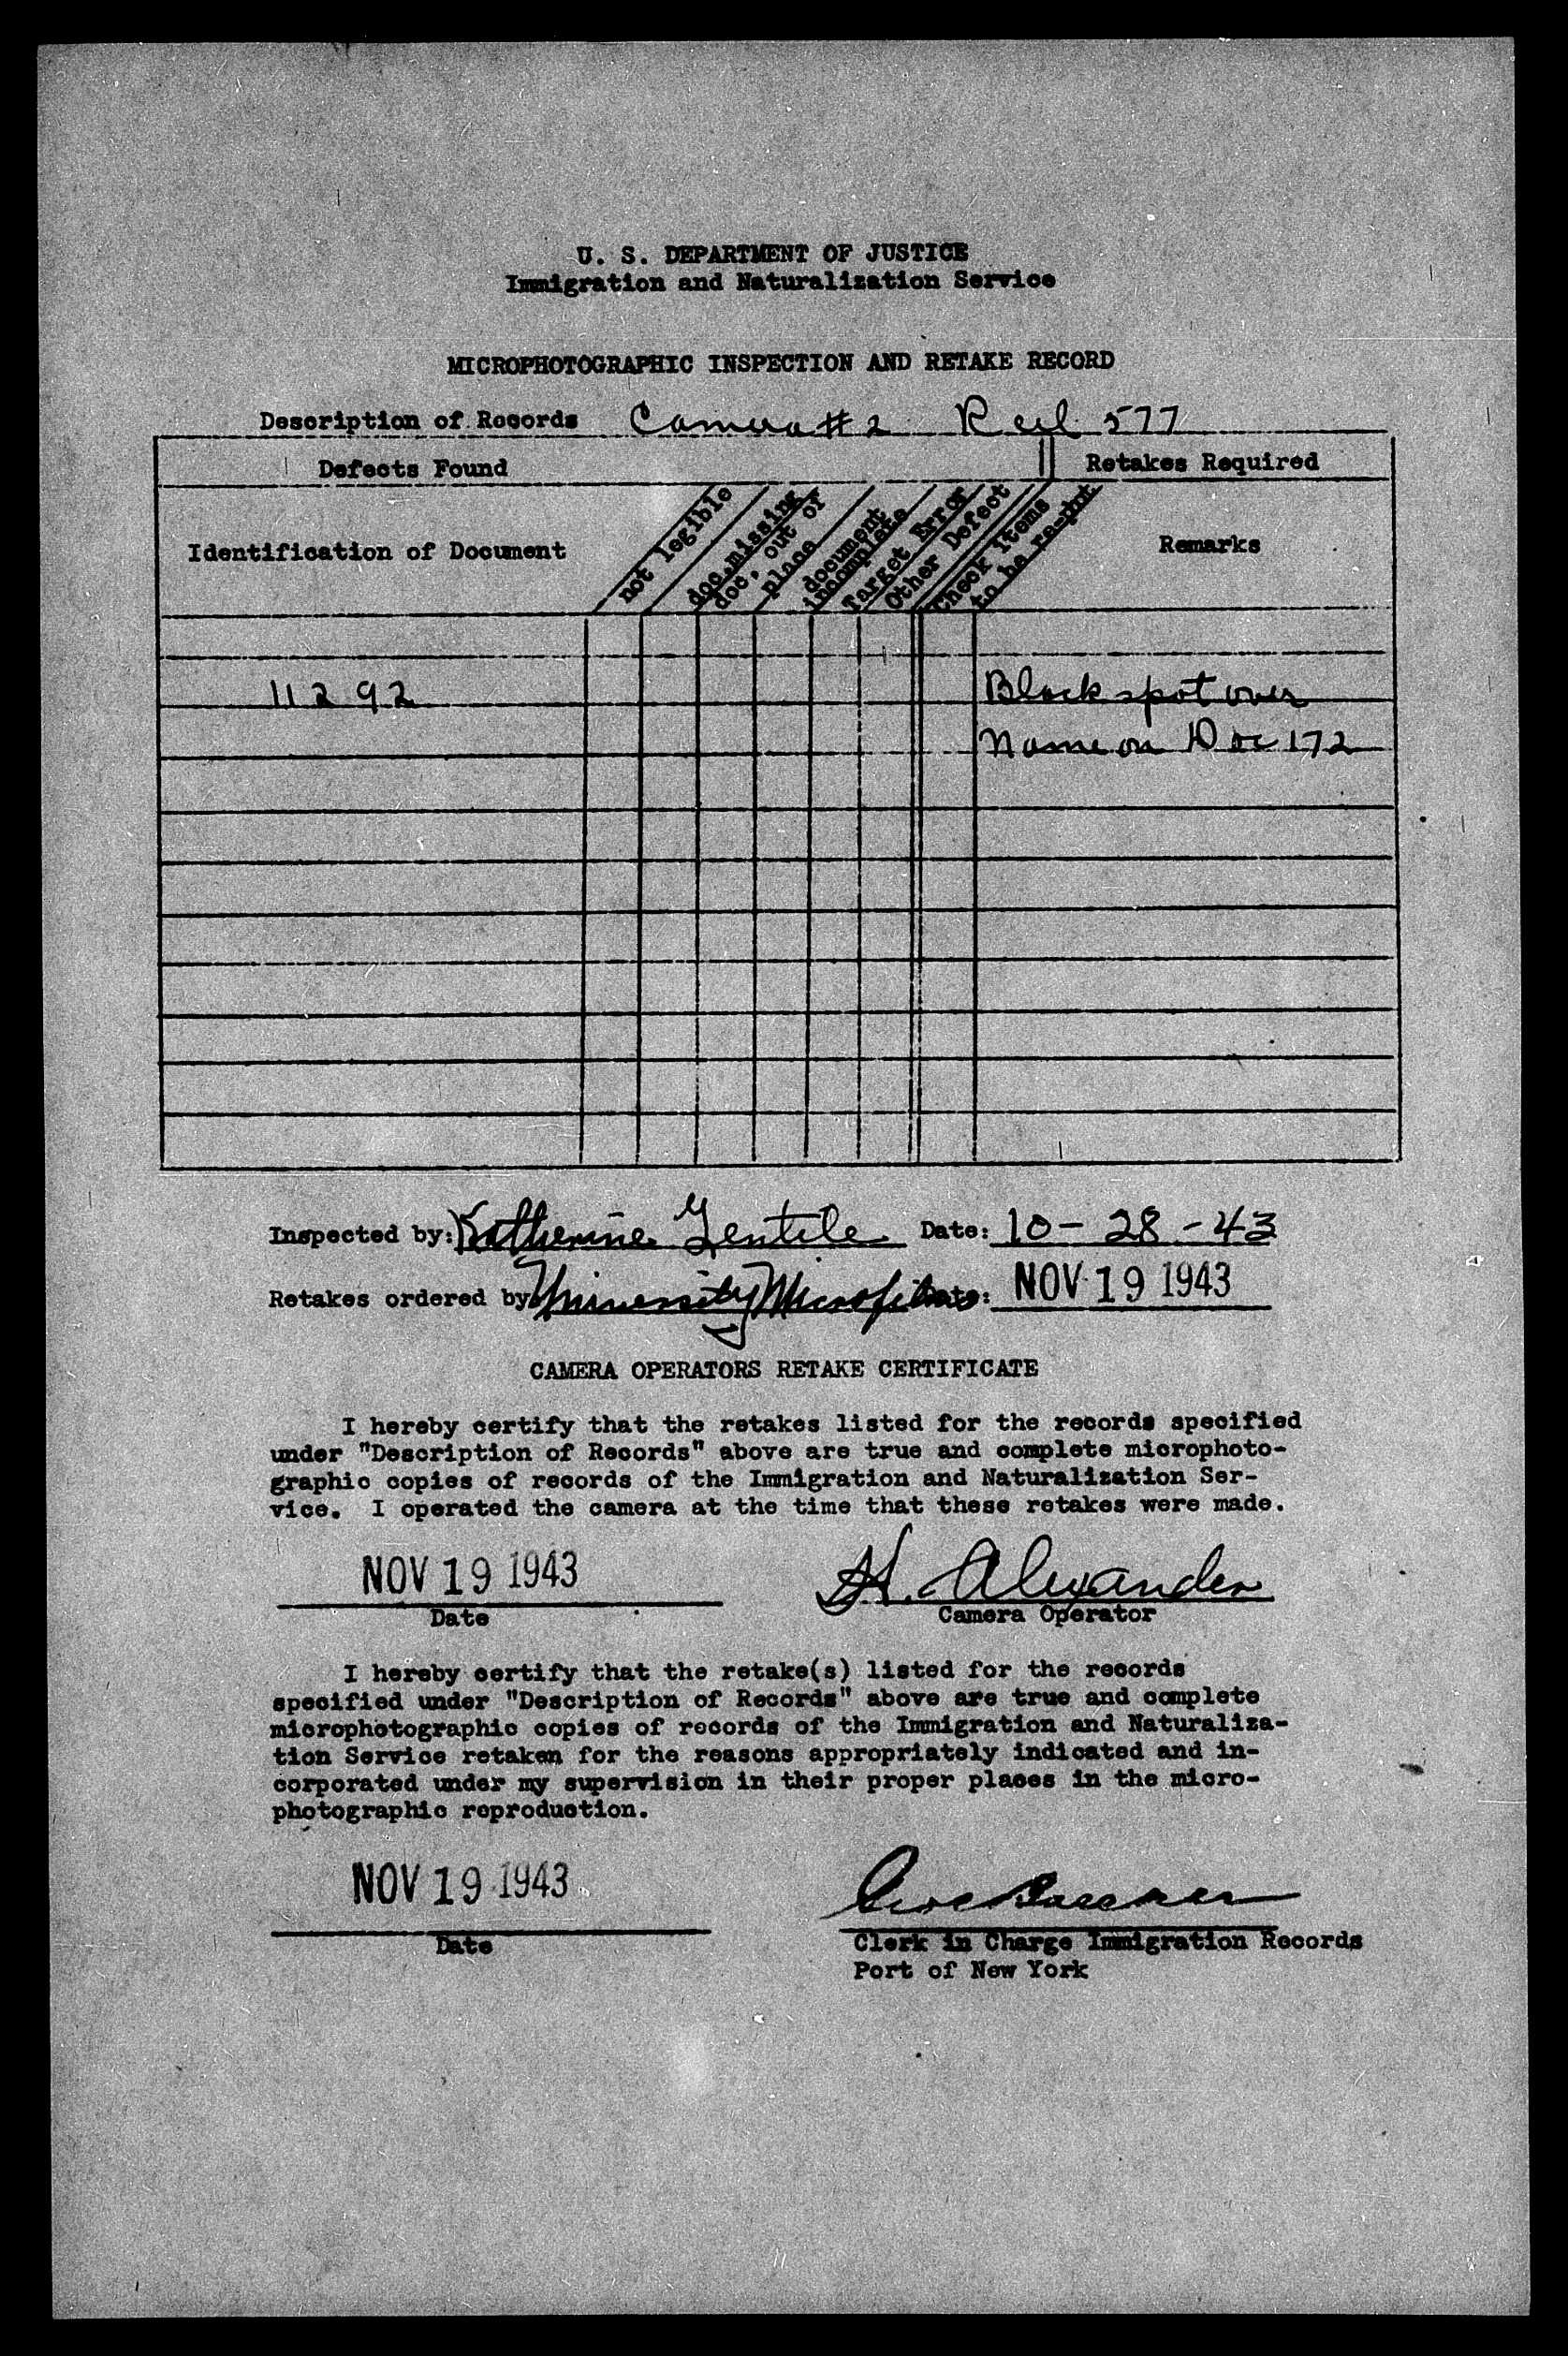 U. S. DEPARTMENT OF JUSTICE
Immigration and Naturalization Service
MICROPHOTOGRAPHIC INSPECTION AND RETAKE RECORD
Description of Records Camera # 2 Reel 577
Defects Found Retakes Required
Identification of Document
not legible
doc. missing
doc. out of
place
document
incomplete
Target Error
Other Defect
Check items
to be re-pht
Remarks
11292 Black spot over
Name on Doc 172
Inspected by: Katherine Gentile Date: 10-28-43
Retakes ordered by University Microfilms Date: NOV 19 1943
CAMERA OPERATORS RETAKE CERTIFICATE
I hereby certify that the retakes listed for the records specified
under "Description of Records" above are true and complete microphoto-
graphic copies of records of the Immigration and Naturalization Ser-
vice. I operated the camera at the time that these retakes were made.
NOV 19 1943 H. Alexander
Date Camera Operator
I hereby certify that the retake(s) listed for the records
specified under "Description of Records" above are true and complete
microphotographic copies of records of the Immigration and Naturaliza-
tion Service retaken for the reasons appropriately indicated and in-
corporated under my supervision in their proper places in the micro-
photographic reproduction.
NOV 19 1943
Date Clerk in Charge Immigration Records
Port of New York